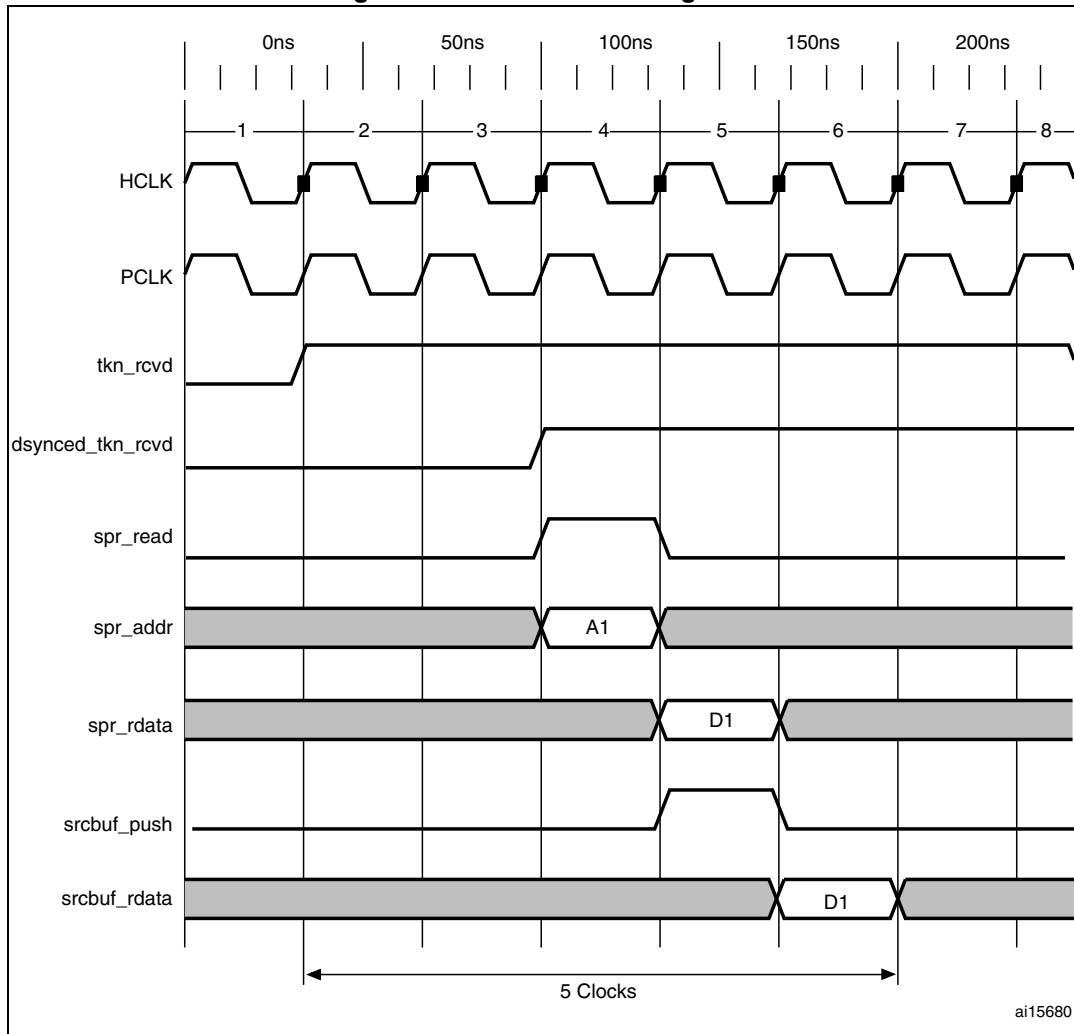 0ns 50ns 100ns 150ns 200ns
1 2 3 4 5 6 7 8
HCLK
PCLK
tkn_rcvd
dsynced_tkn_rcvd
spr_read
spr_addr A1
spr_rdata D1
srcbuf_push
srcbuf_rdata D1
5 Clocks
ai15680